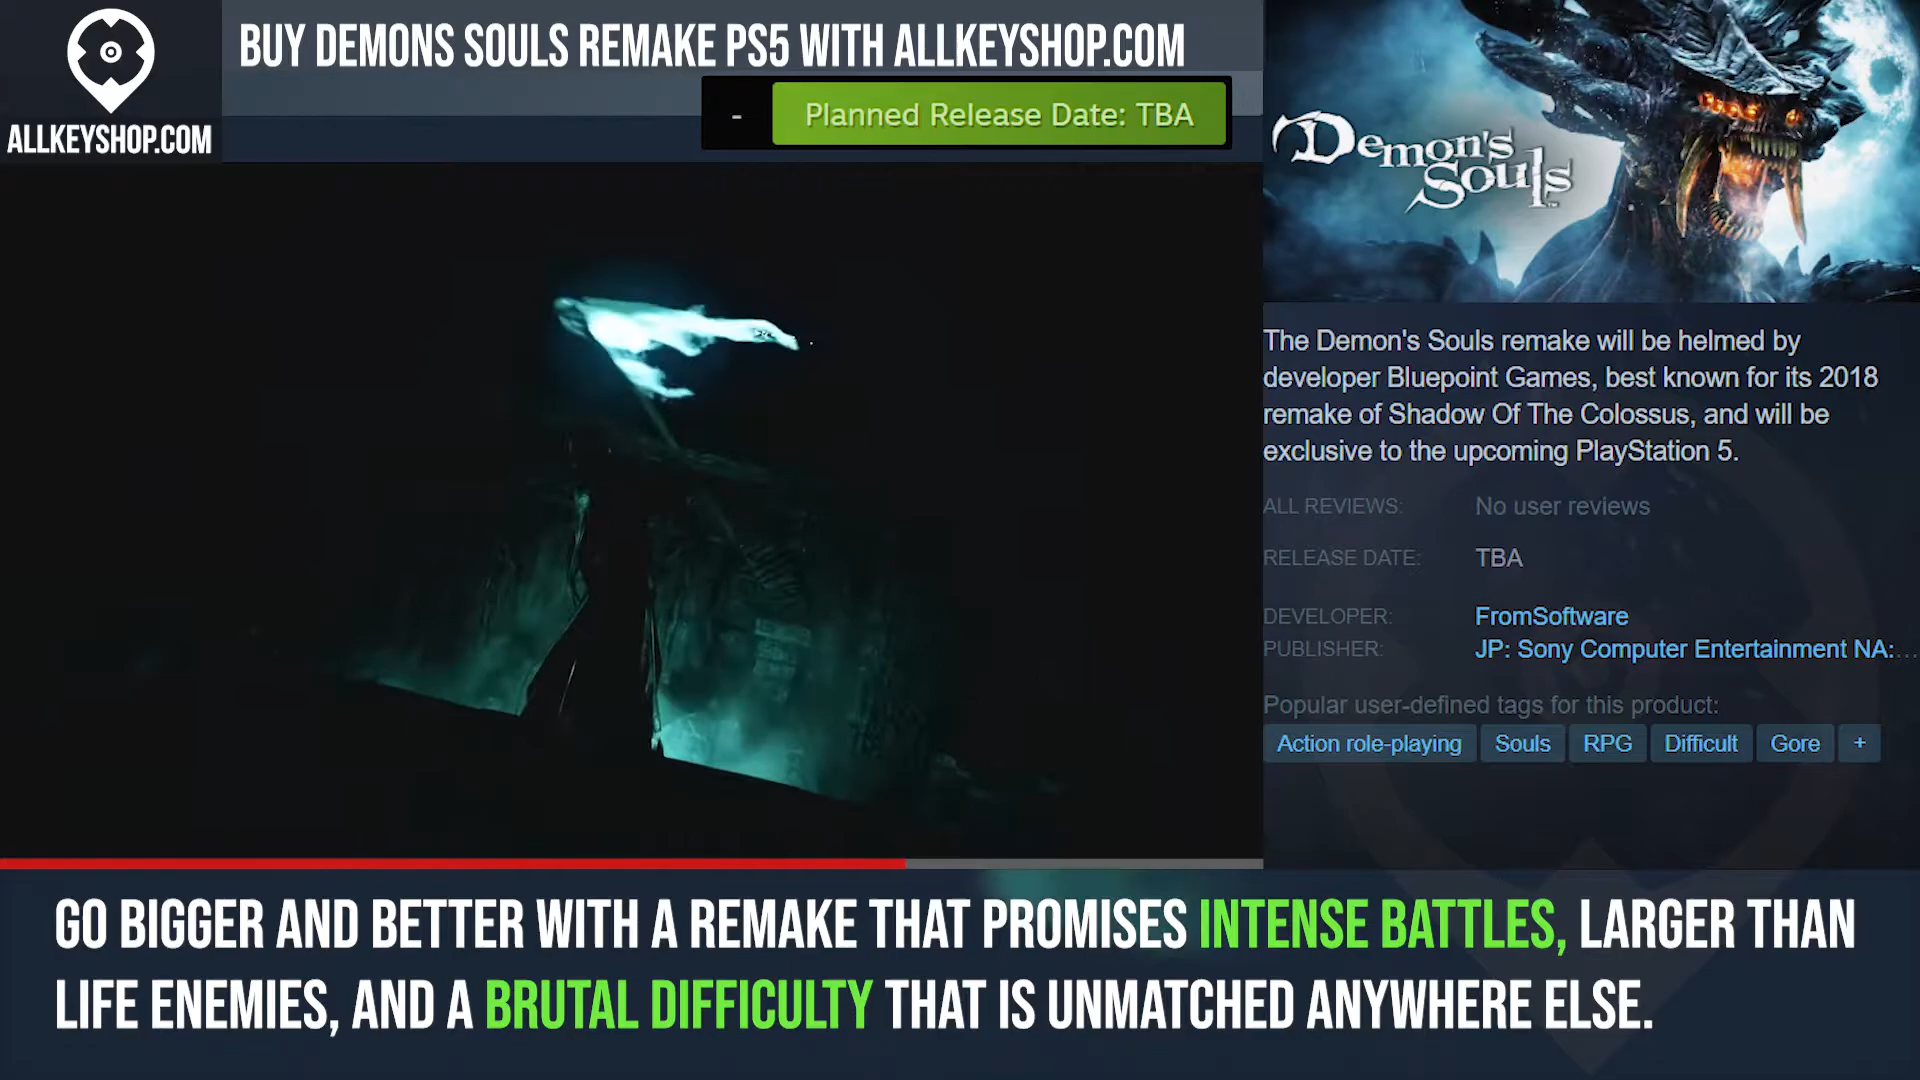 ALLKEYSHOP.COM
BUY DEMONS SOULS REMAKE PS5 WITH ALLKEYSHOP.COM
-
Planned Release Date: TBA
Demon's
Souls
The Demon's Souls remake will be helmed by
developer Bluepoint Games, best known for its 2018
remake of Shadow Of The Colossus, and will be
exclusive to the upcoming PlayStation 5.
ALL REVIEWS: No user reviews
RELEASE DATE: TBA
DEVELOPER: FromSoftware
PUBLISHER: JP: Sony Computer Entertainment NA:...
Popular user-defined tags for this product:
Action role-playing Souls RPG Difficult Gore +
GO BIGGER AND BETTER WITH A REMAKE THAT PROMISES INTENSE BATTLES, LARGER THAN
LIFE ENEMIES, AND A BRUTAL DIFFICULTY THAT IS UNMATCHED ANYWHERE ELSE.